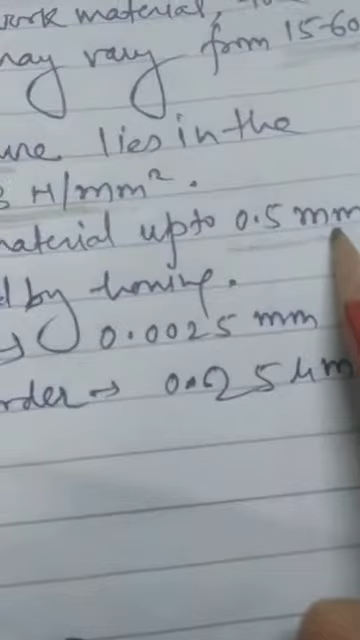 work material,
may vary from 15-60
lies in the
H/mm².
material upto 0.5 mm
by honing.
0.0025 mm
order → 0.25 μm